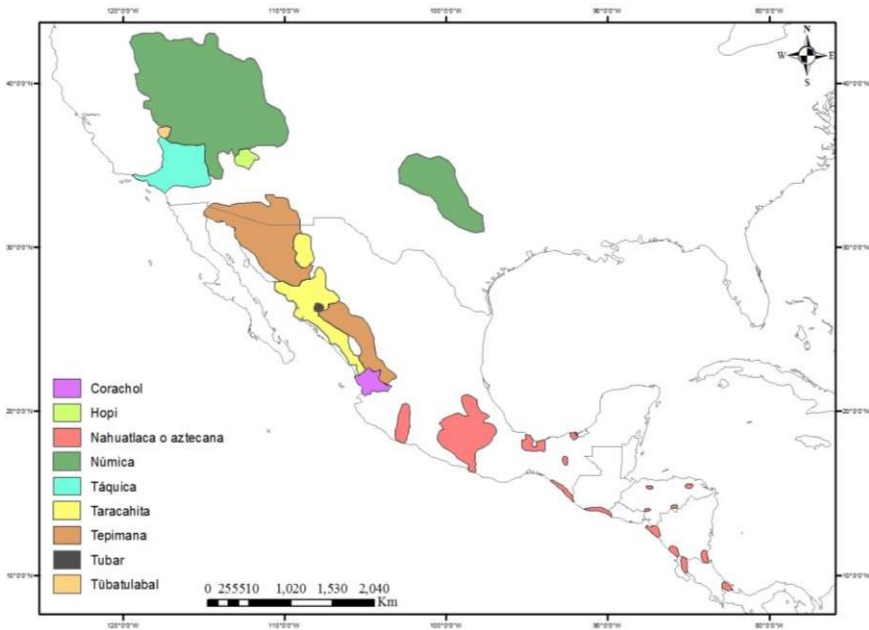 120°0'0"W 110°0'0"W 100°0'0"W 90°0'0"W 80°0'0"W
N
W E
S
40°0'0"N 40°0'0"N
30°0'0"N 30°0'0"N
20°0'0"N 20°0'0"N
10°0'0"N 10°0'0"N
Corachol
Hopi
Nahuatlaca o aztecana
Númica
Táquica
Taracahita
Tepimana
Tubar
Tübatulabal
0 255510 1,020 1,530 2,040
Km
120°0'0"W 110°0'0"W 100°0'0"W 90°0'0"W 80°0'0"W